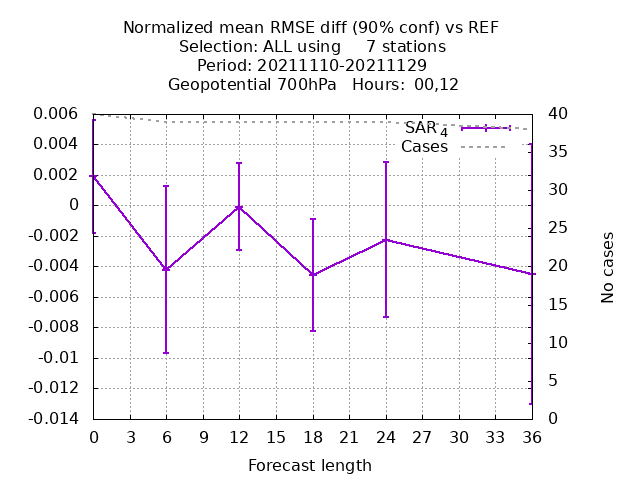 Normalized mean RMSE diff (90% conf) vs REF
Selection: ALL using     7 stations
Period: 20211110-20211129
Geopotential 700hPa   Hours: 00,12
0.006
0.004
0.002
0
-0.002
-0.004
-0.006
-0.008
-0.01
-0.012
-0.014
SAR 4
Cases
40
35
30
25
20
15
10
5
0
No cases
0 3 6 9 12 15 18 21 24 27 30 33 36
Forecast length